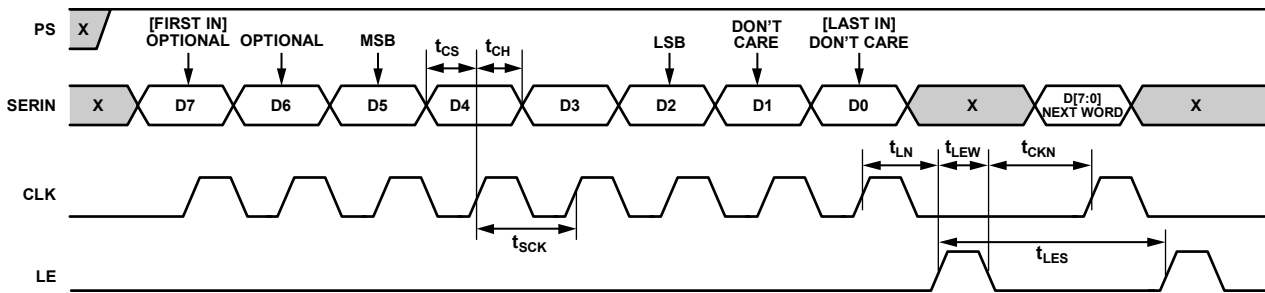 PS
X
[FIRST IN]
OPTIONAL
OPTIONAL
MSB
tCS
tCH
LSB
DON'T
CARE
[LAST IN]
DON'T CARE
SERIN
X
D7
D6
D5
D4
D3
D2
D1
D0
X
D[7:0]
NEXT WORD
X
tLN
tLEW
tCKN
CLK
tSCK
tLES
LE